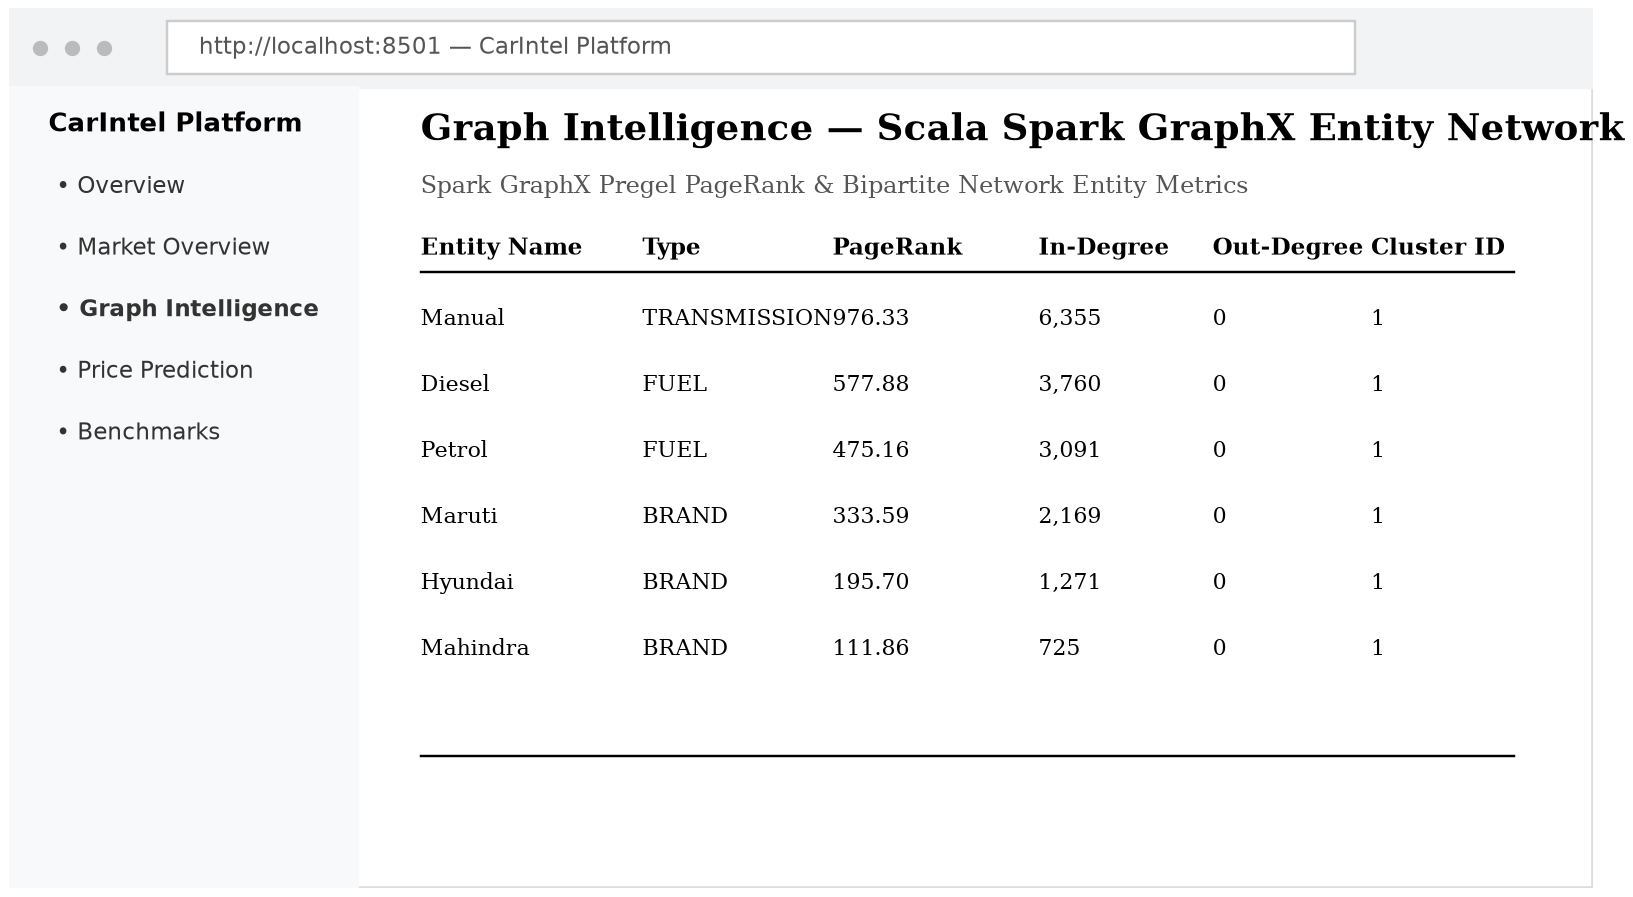 http://localhost:8501 — CarIntel Platform
CarIntel Platform
• Overview
• Market Overview
• Graph Intelligence
• Price Prediction
• Benchmarks
Graph Intelligence — Scala Spark GraphX Entity Network
Spark GraphX Pregel PageRank & Bipartite Network Entity Metrics
Entity Name Type PageRank In-Degree Out-Degree Cluster ID
Manual TRANSMISSION 976.33 6,355 0 1
Diesel FUEL 577.88 3,760 0 1
Petrol FUEL 475.16 3,091 0 1
Maruti BRAND 333.59 2,169 0 1
Hyundai BRAND 195.70 1,271 0 1
Mahindra BRAND 111.86 725 0 1